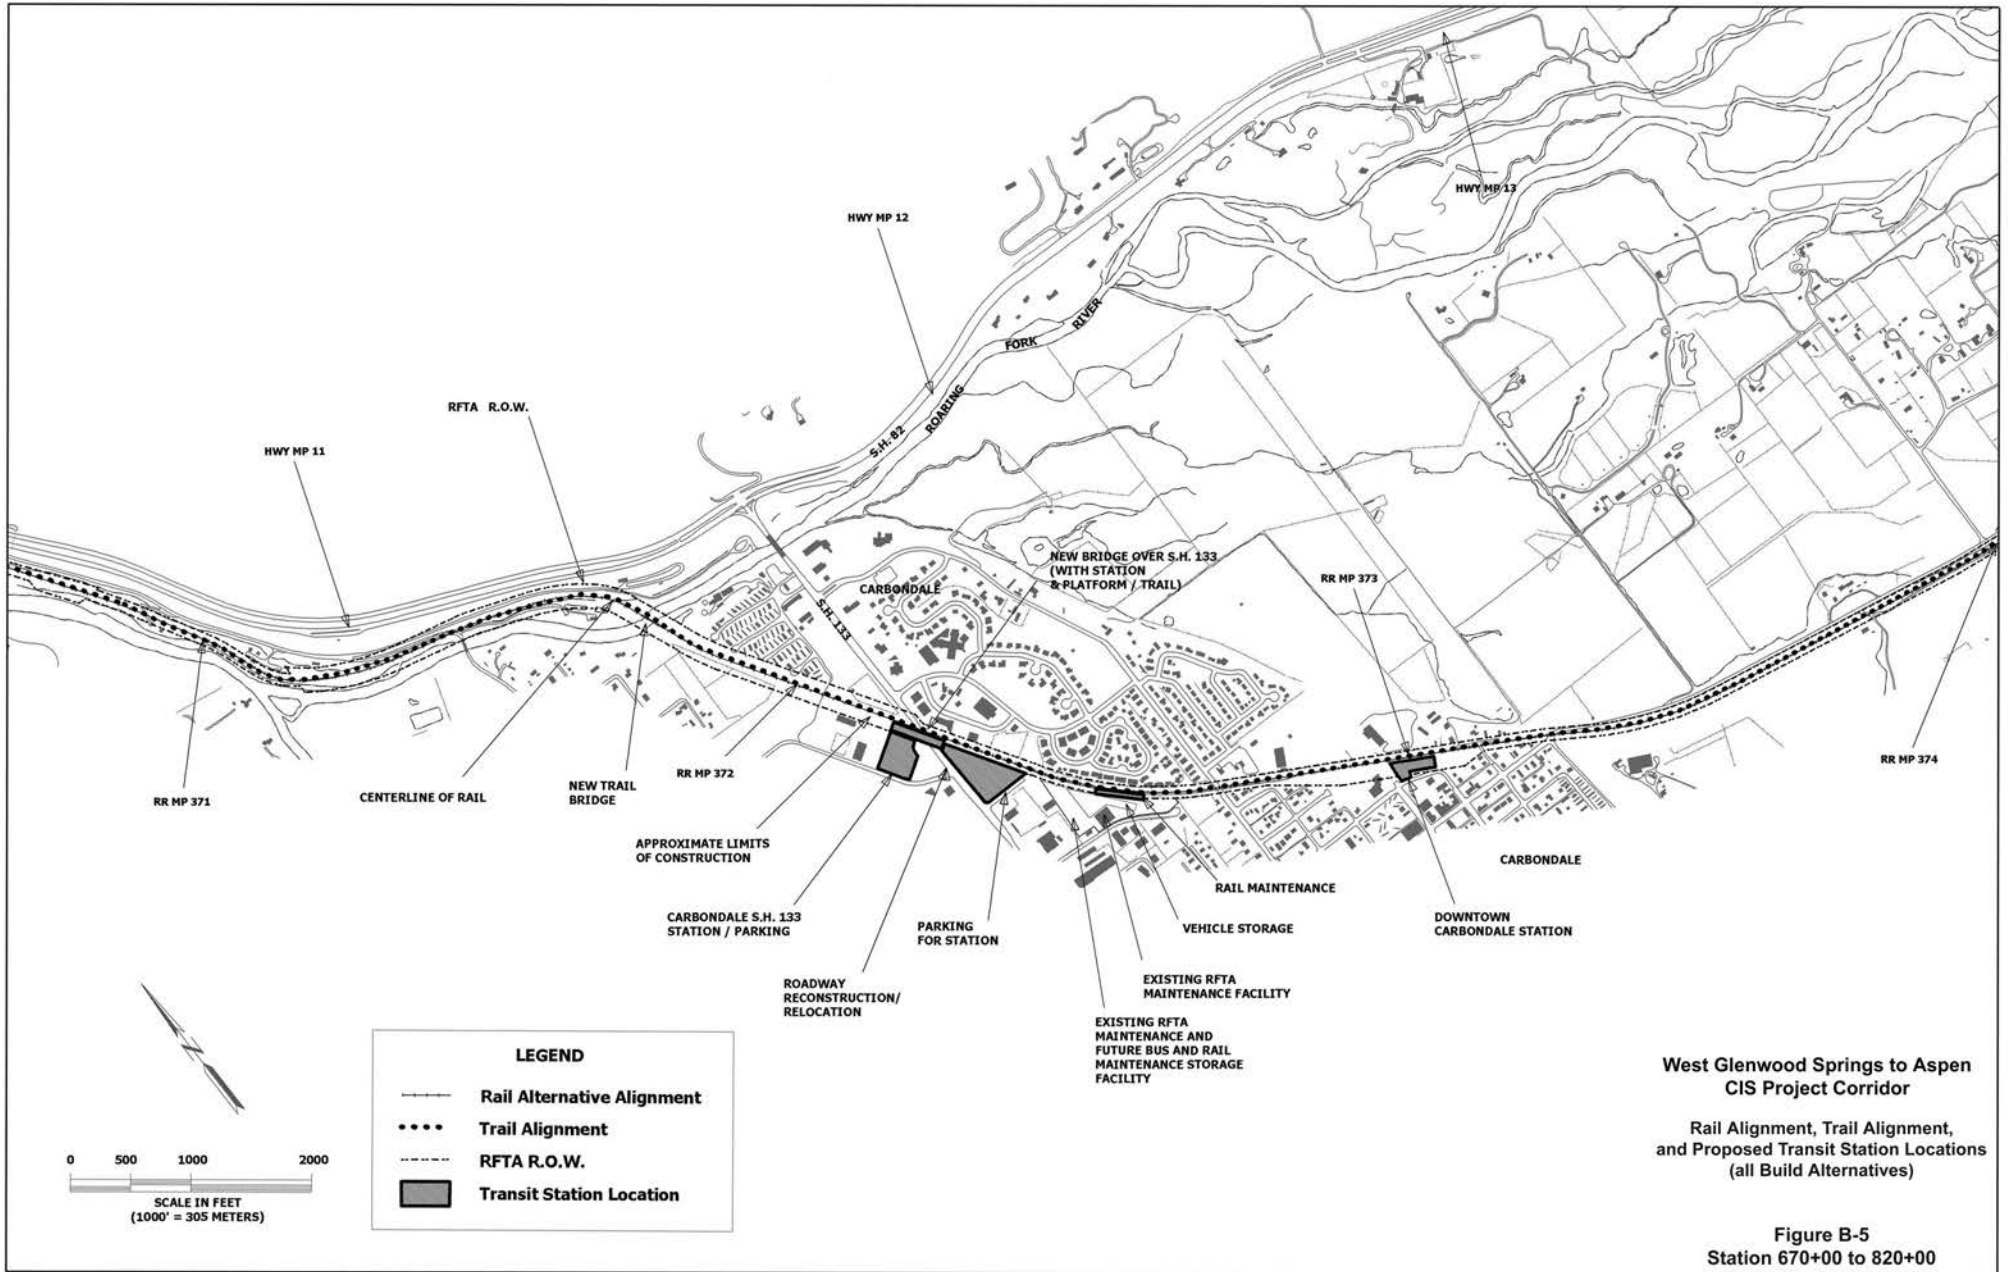 HWY MP 13
HWY MP 12
RIVER
FORK
ROARING
S.H. 82
RFTA R.O.W.
HWY MP 11
NEW BRIDGE OVER S.H. 133
(WITH STATION
& PLATFORM / TRAIL)
CARBONDALE
S.H. 133
RR MP 373
RR MP 374
RR MP 371
CENTERLINE OF RAIL
NEW TRAIL
BRIDGE
RR MP 372
APPROXIMATE LIMITS
OF CONSTRUCTION
CARBONDALE S.H. 133
STATION / PARKING
ROADWAY
RECONSTRUCTION/
RELOCATION
PARKING
FOR STATION
EXISTING RFTA
MAINTENANCE AND
FUTURE BUS AND RAIL
MAINTENANCE STORAGE
FACILITY
EXISTING RFTA
MAINTENANCE FACILITY
VEHICLE STORAGE
RAIL MAINTENANCE
DOWNTOWN
CARBONDALE STATION
CARBONDALE
0 500 1000 2000
SCALE IN FEET
(1000' = 305 METERS)
LEGEND
Rail Alternative Alignment
Trail Alignment
RFTA R.O.W.
Transit Station Location
West Glenwood Springs to Aspen
CIS Project Corridor
Rail Alignment, Trail Alignment,
and Proposed Transit Station Locations
(all Build Alternatives)
Figure B-5
Station 670+00 to 820+00